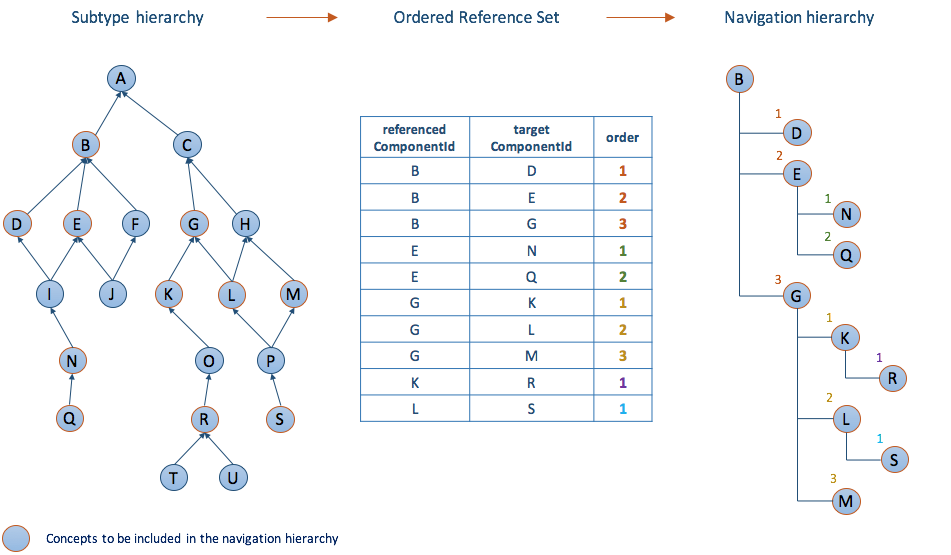 Subtype hierarchy
Ordered Reference Set
Navigation hierarchy
A
B
C
D
E
F
G
H
I
J
K
L
M
N
O
P
Q
R
S
T
U
referenced ComponentId target ComponentId order
B D 1
B E 2
B G 3
E N 1
E Q 2
G K 1
G L 2
G M 3
K R 1
L S 1
B
1
D
2
E
1
N
2
Q
3
G
1
K
1
R
2
L
1
S
3
M
Concepts to be included in the navigation hierarchy